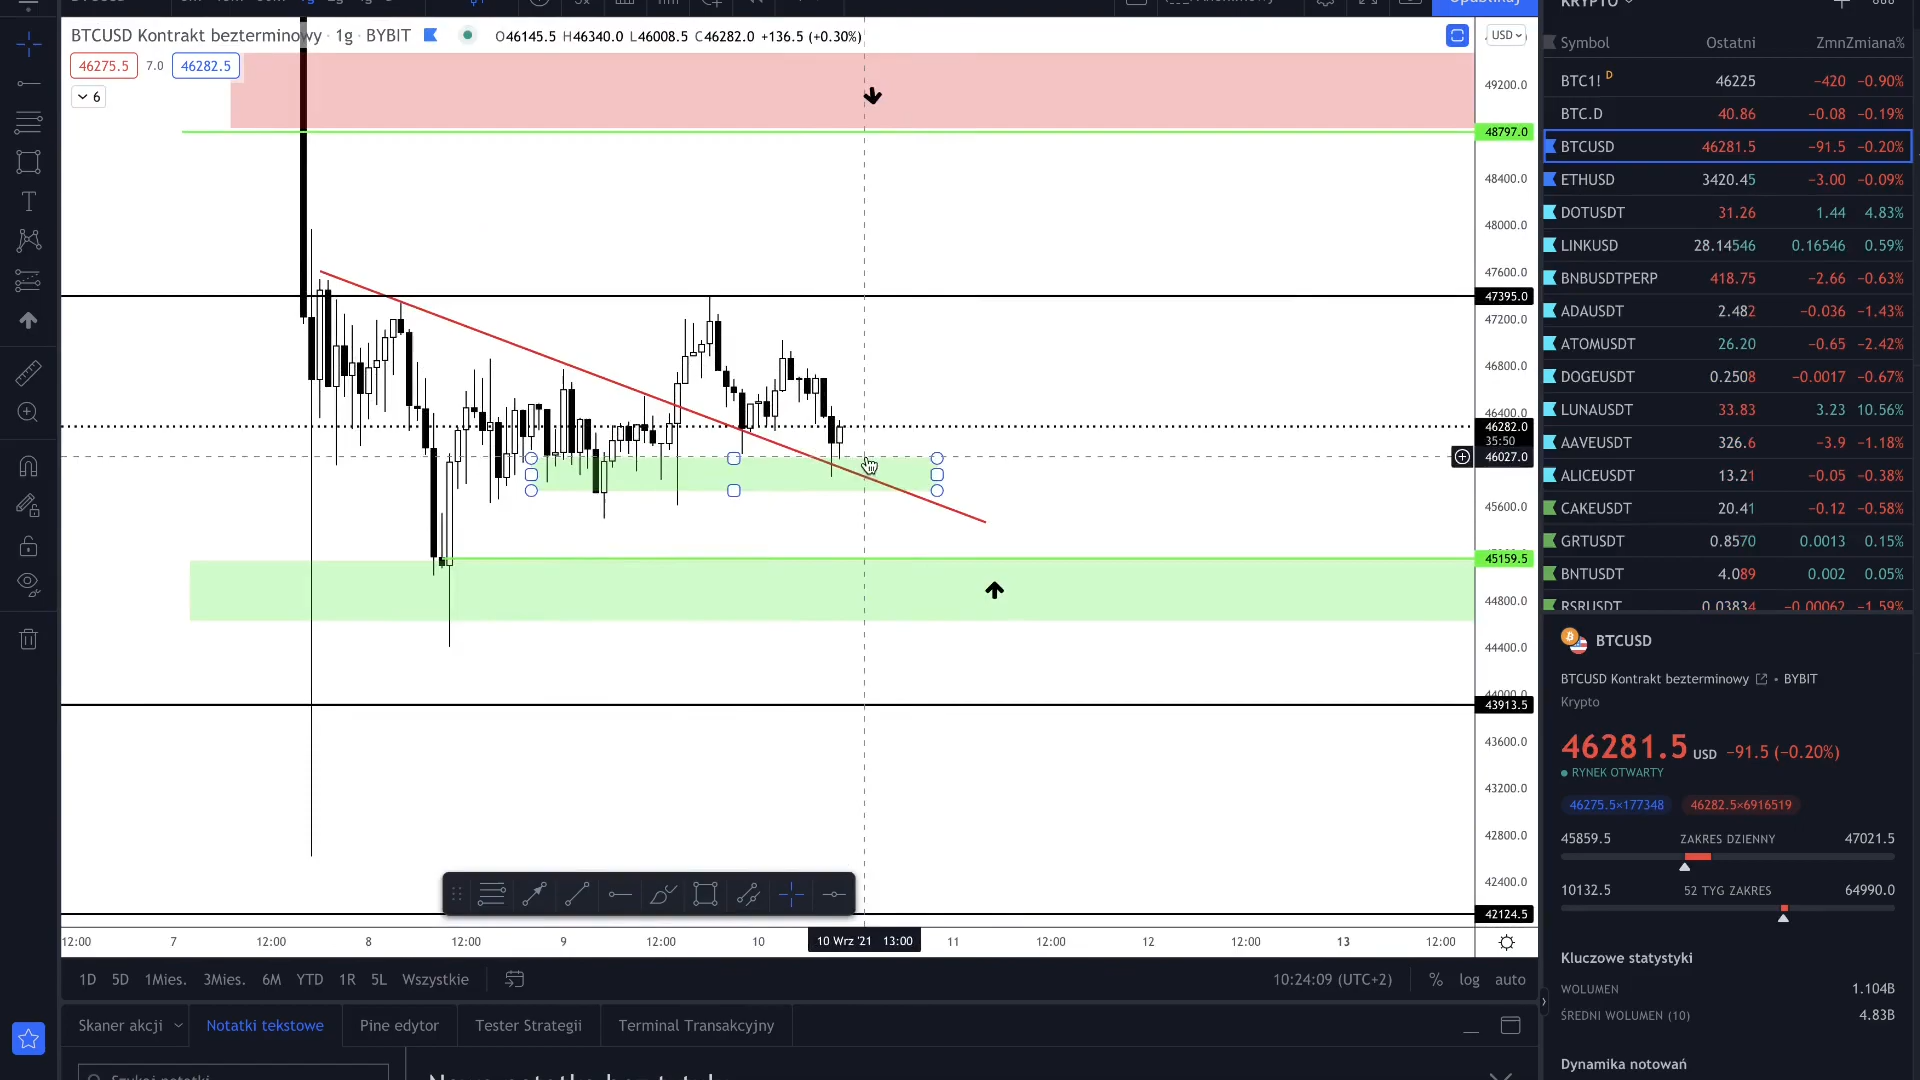 BTCUSD Kontrakt bezterminowy · 1g · BYBIT O46145.5 H46340.0 L46008.5 C46282.0 +136.5 (+0.30%)
46275.5 7.0 46282.5
6
USD
49200.0
48797.0
48400.0
48000.0
47600.0
47395.0
47200.0
46800.0
46400.0
46282.0
35:50
46027.0
45600.0
45159.5
44800.0
44400.0
44000.0
43913.5
43600.0
43200.0
42800.0
42400.0
42124.5
12:00 7 12:00 8 12:00 9 12:00 10 10 Wrz '21 13:00 11 12:00 12 12:00 13 12:00
1D 5D 1Mies. 3Mies. 6M YTD 1R 5L Wszystkie 10:24:09 (UTC+2) % log auto
Skaner akcji Notatki tekstowe Pine edytor Tester Strategii Terminal Transakcyjny
KRYPTO
Symbol Ostatni Zmn Zmiana%
BTC1! D 46225 −420 −0.90%
BTC.D 40.86 −0.08 −0.19%
BTCUSD 46281.5 −91.5 −0.20%
ETHUSD 3420.45 −3.00 −0.09%
DOTUSDT 31.26 1.44 4.83%
LINKUSD 28.14546 0.16546 0.59%
BNBUSDTPERP 418.75 −2.66 −0.63%
ADAUSDT 2.482 −0.036 −1.43%
ATOMUSDT 26.20 −0.65 −2.42%
DOGEUSDT 0.2508 −0.0017 −0.67%
LUNAUSDT 33.83 3.23 10.56%
AAVEUSDT 326.6 −3.9 −1.18%
ALICEUSDT 13.21 −0.05 −0.38%
CAKEUSDT 20.41 −0.12 −0.58%
GRTUSDT 0.8570 0.0013 0.15%
BNTUSDT 4.089 0.002 0.05%
RSRUSDT 0.03834 −0.00062 −1.59%
BTCUSD
BTCUSD Kontrakt bezterminowy • BYBIT
Krypto
46281.5 USD −91.5 (−0.20%)
RYNEK OTWARTY
46275.5×177348 46282.5×6916519
45859.5 ZAKRES DZIENNY 47021.5
10132.5 52 TYG ZAKRES 64990.0
Kluczowe statystyki
WOLUMEN 1.104B
ŚREDNI WOLUMEN (10) 4.83B
Dynamika notowań